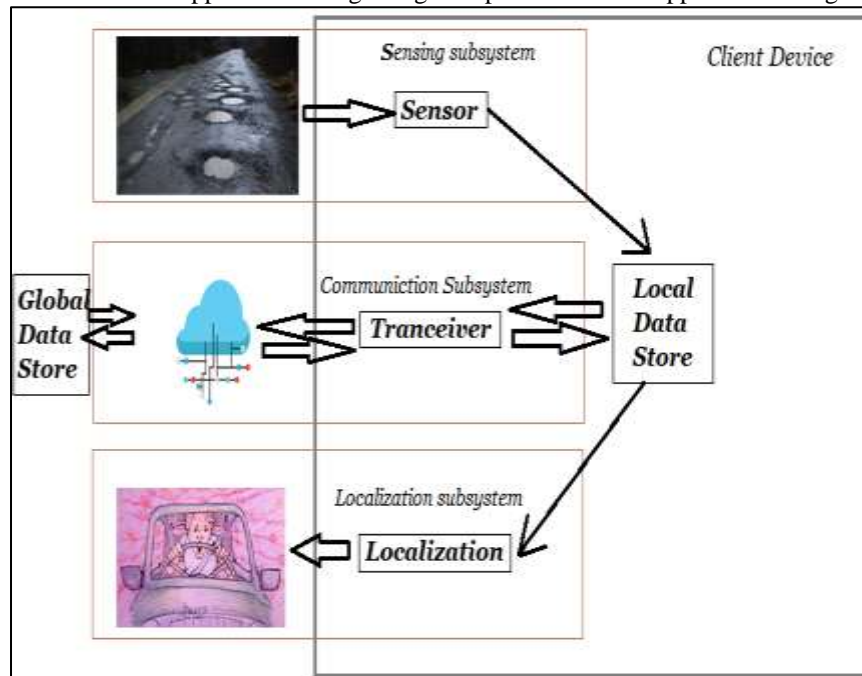 Sensing subsystem
Client Device
Sensor
Communiction Subsystem
Global
Data
Store
Tranceiver
Local
Data
Store
Localization subsystem
Localization